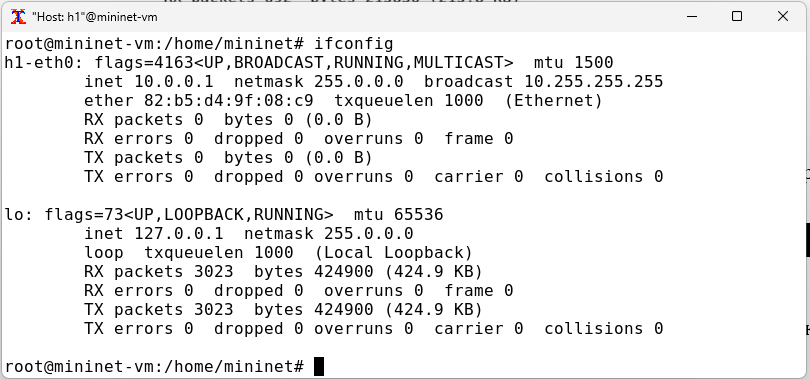 "Host: h1"@mininet-vm
root@mininet-vm:/home/mininet# ifconfig
h1-eth0: flags=4163<UP,BROADCAST,RUNNING,MULTICAST>  mtu 1500
        inet 10.0.0.1  netmask 255.0.0.0  broadcast 10.255.255.255
        ether 82:b5:d4:9f:08:c9  txqueuelen 1000  (Ethernet)
        RX packets 0  bytes 0 (0.0 B)
        RX errors 0  dropped 0  overruns 0  frame 0
        TX packets 0  bytes 0 (0.0 B)
        TX errors 0  dropped 0 overruns 0  carrier 0  collisions 0

lo: flags=73<UP,LOOPBACK,RUNNING>  mtu 65536
        inet 127.0.0.1  netmask 255.0.0.0
        loop  txqueuelen 1000  (Local Loopback)
        RX packets 3023  bytes 424900 (424.9 KB)
        RX errors 0  dropped 0  overruns 0  frame 0
        TX packets 3023  bytes 424900 (424.9 KB)
        TX errors 0  dropped 0 overruns 0  carrier 0  collisions 0

root@mininet-vm:/home/mininet#